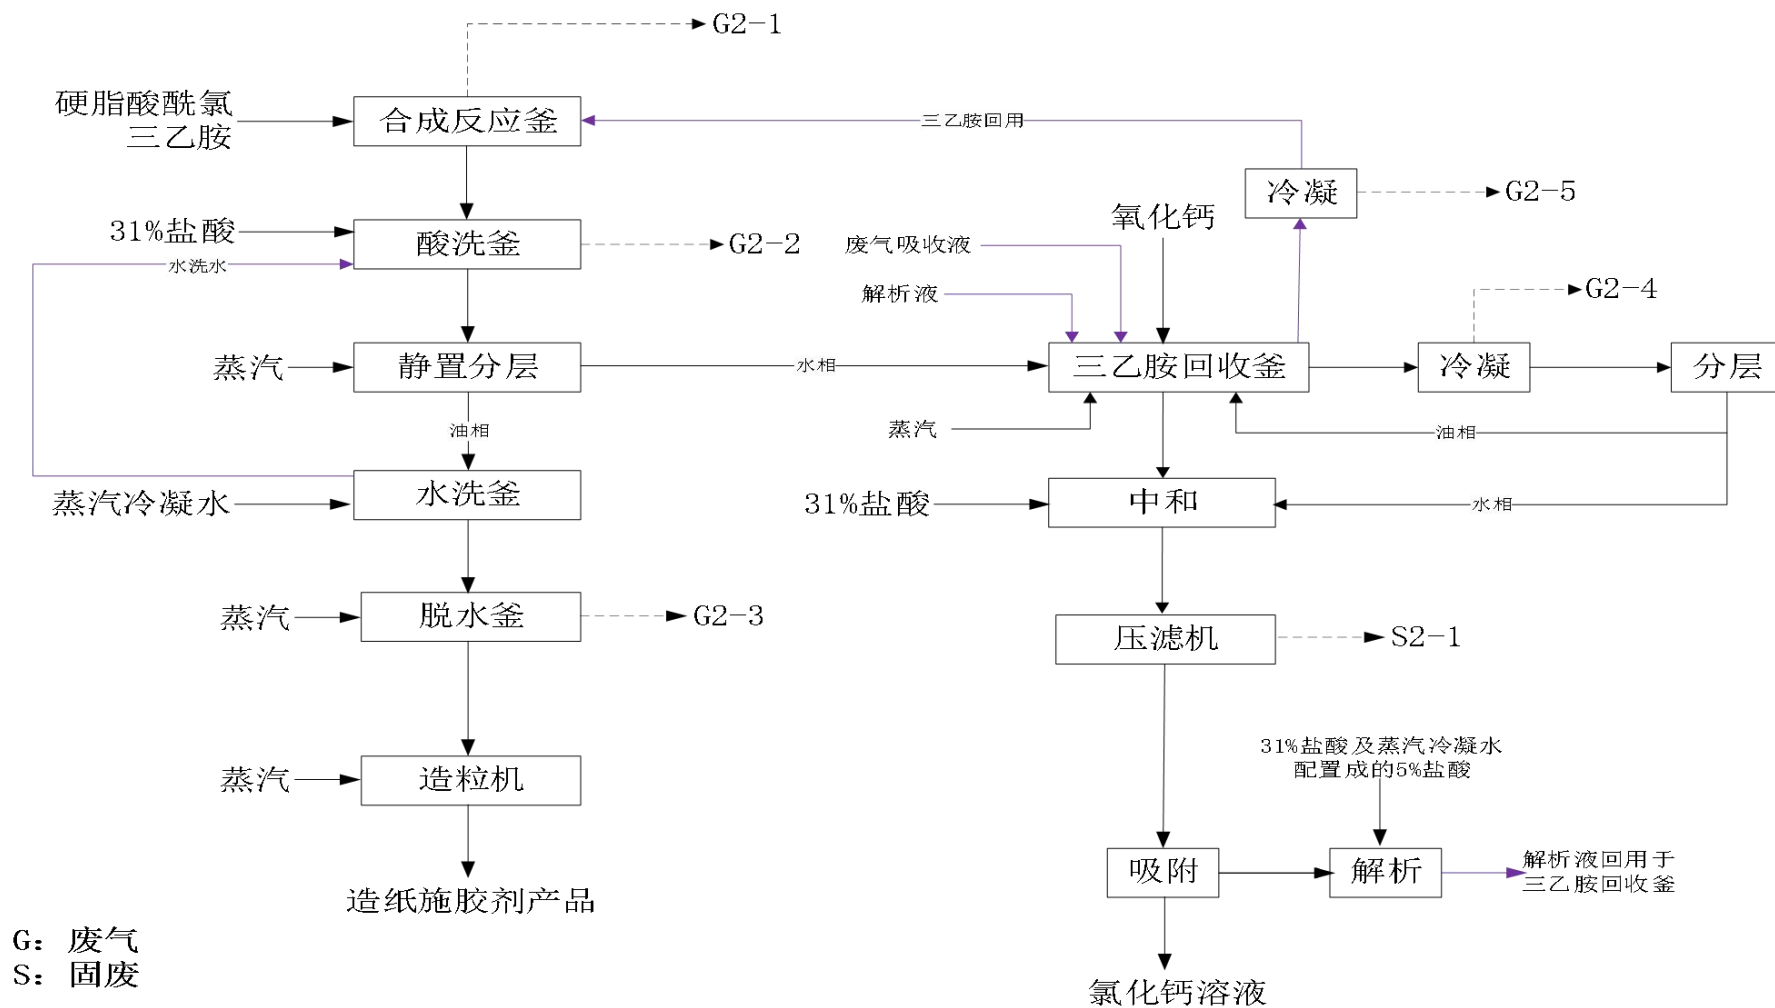 G2-1
硬脂酸酰氯
三乙胺
合成反应釜
三乙胺回用
冷凝
G2-5
31%盐酸
酸洗釜
G2-2
水洗水
氧化钙
废气吸收液
解析液
G2-4
蒸汽
静置分层
水相
三乙胺回收釜
冷凝
分层
油相
蒸汽
油相
蒸汽冷凝水
水洗釜
31%盐酸
中和
水相
蒸汽
脱水釜
G2-3
压滤机
S2-1
蒸汽
造粒机
31%盐酸及蒸汽冷凝水
配置成的5%盐酸
吸附
解析
解析液回用于
三乙胺回收釜
造纸施胶剂产品
G：废气
S：固废
氯化钙溶液